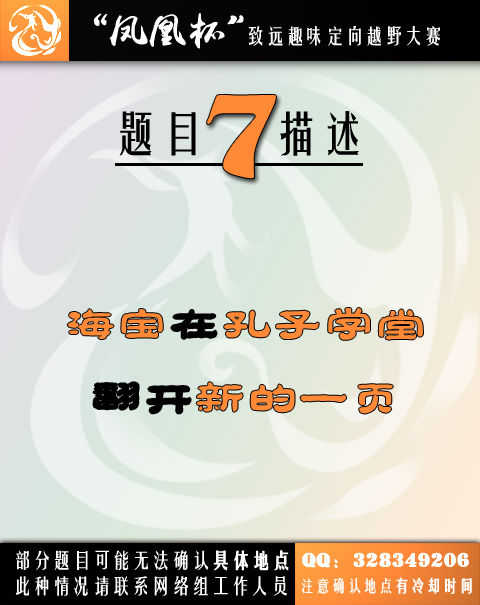 “凤凰杯”致远趣味定向越野大赛
题目7描述
海宝在孔子学堂
翻开新的一页
部分题目可能无法确认具体地点
此种情况请联系网络组工作人员
QQ：328349206
注意确认地点有冷却时间